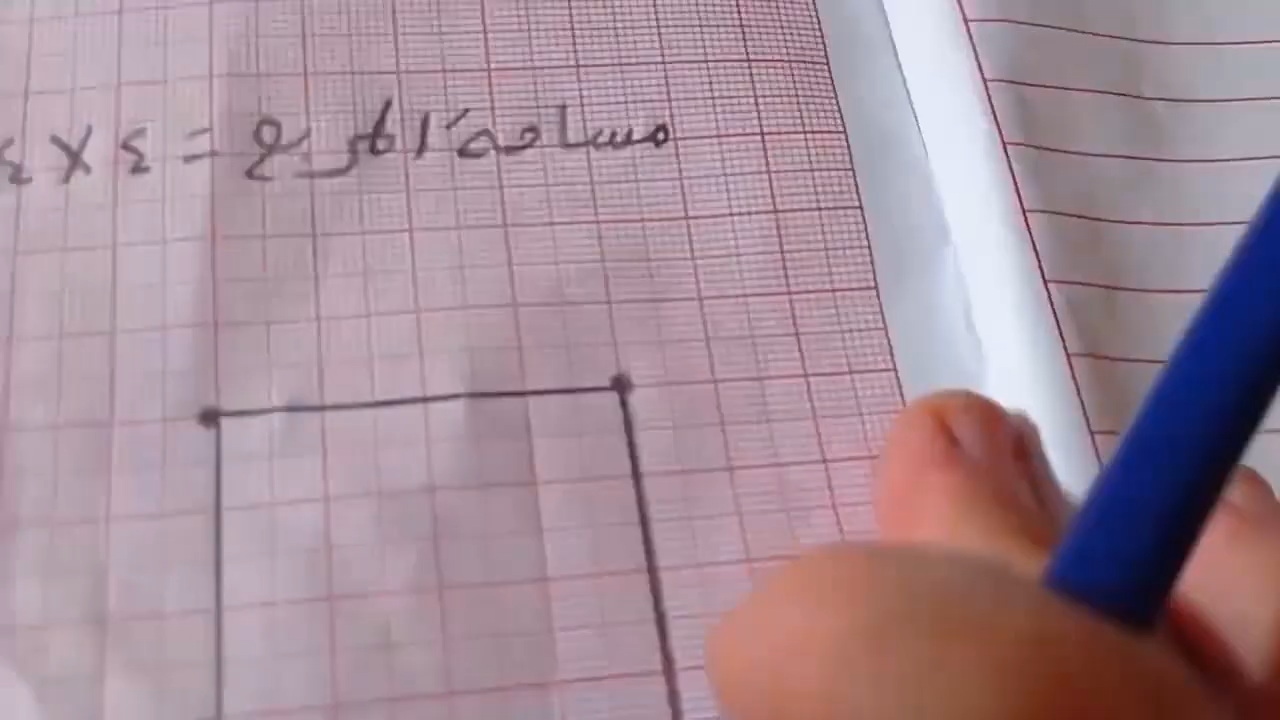 مساحة المربع = ٤ × ٤